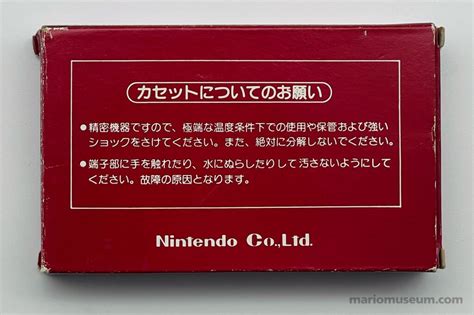 カセットについてのお願い
●精密機器ですので、極端な温度条件下での使用や保管および強い
ショックをさけてください。また、絶対に分解しないでください。
●端子部に手を触れたり、水にぬらしたりして汚さないようにして
ください。故障の原因となります。
Nintendo Co.,Ltd.
mariomuseum.com